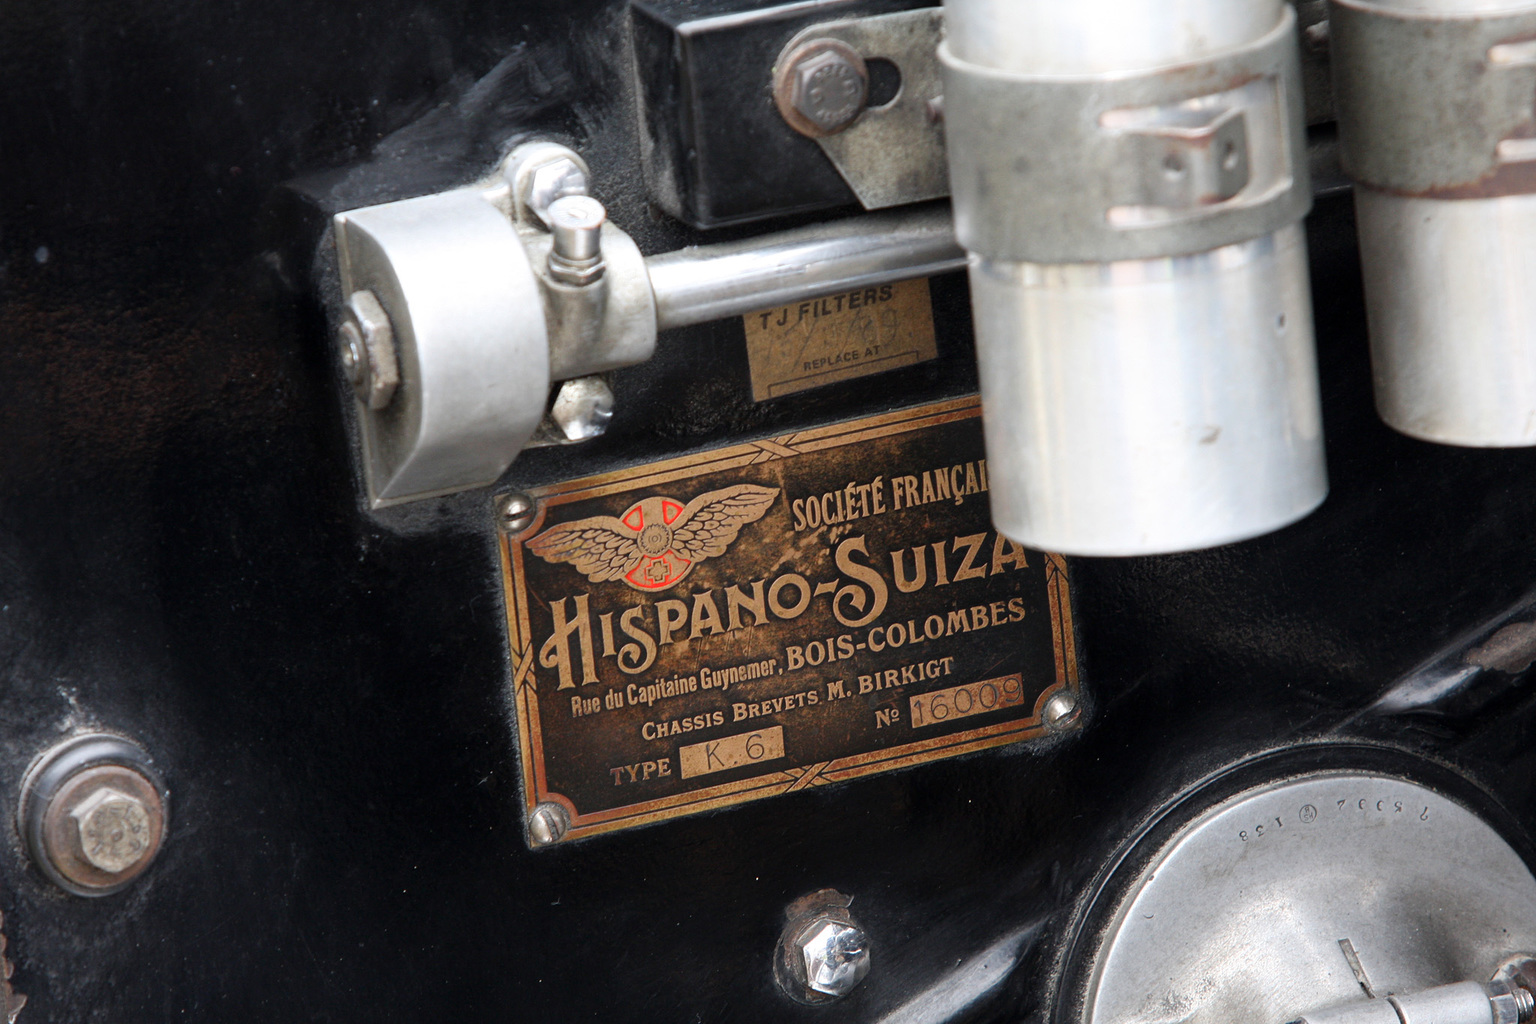 TJ FILTERS
REPLACE AT
SOCIÉTÉ FRANÇAI
HISPANO-SUIZA
Rue du Capitaine Guynemer, BOIS-COLOMBES
CHASSIS BREVETS M. BIRKIGT
TYPE K.6 Nº 16009
138